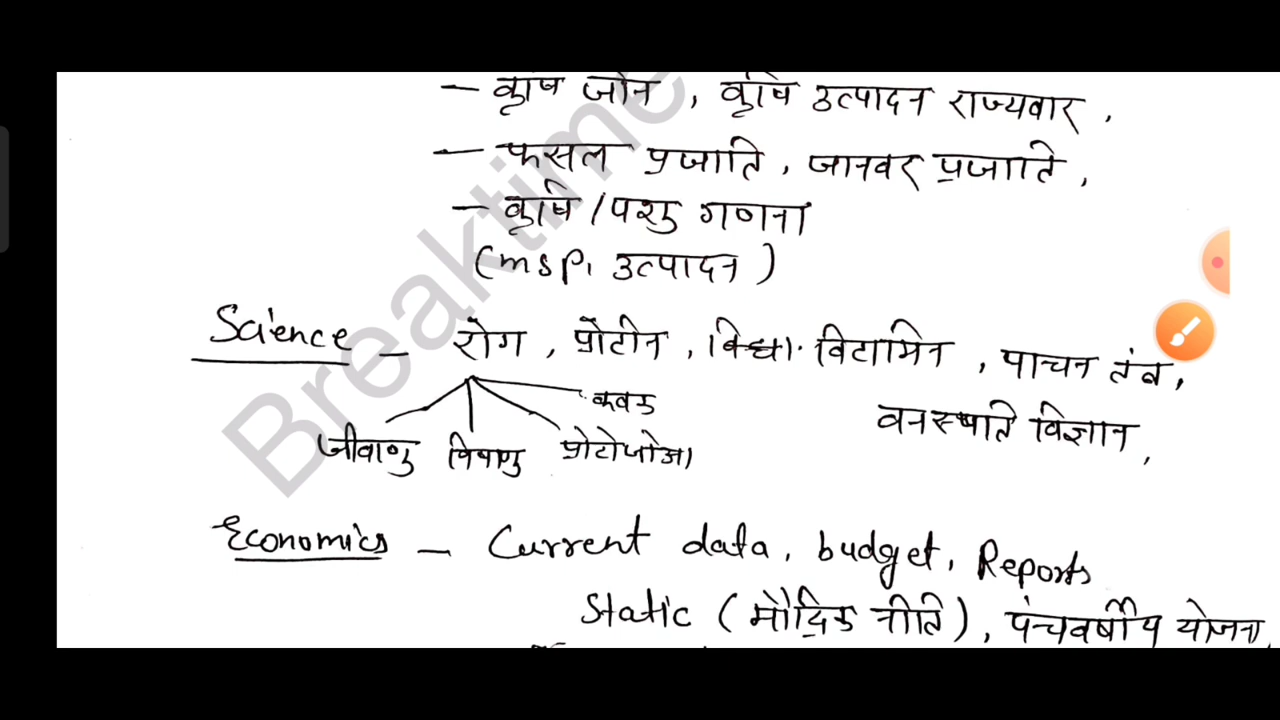 — कृषि जोन, कृषि उत्पादन राज्यवार,
— फसल प्रजाति, जानवर प्रजाति,
— कृषि/पशु गणना
(msp, उत्पादन)
Science — रोग, प्रोटीन, विटामिन, पाचन तंत्र,
कवक
वनस्पति विज्ञान,
जीवाणु विषाणु प्रोटोजोआ
Economics — Current data, budget, Reports
Static (मौद्रिक नीति), पंचवर्षीय योजना,
Breaktime